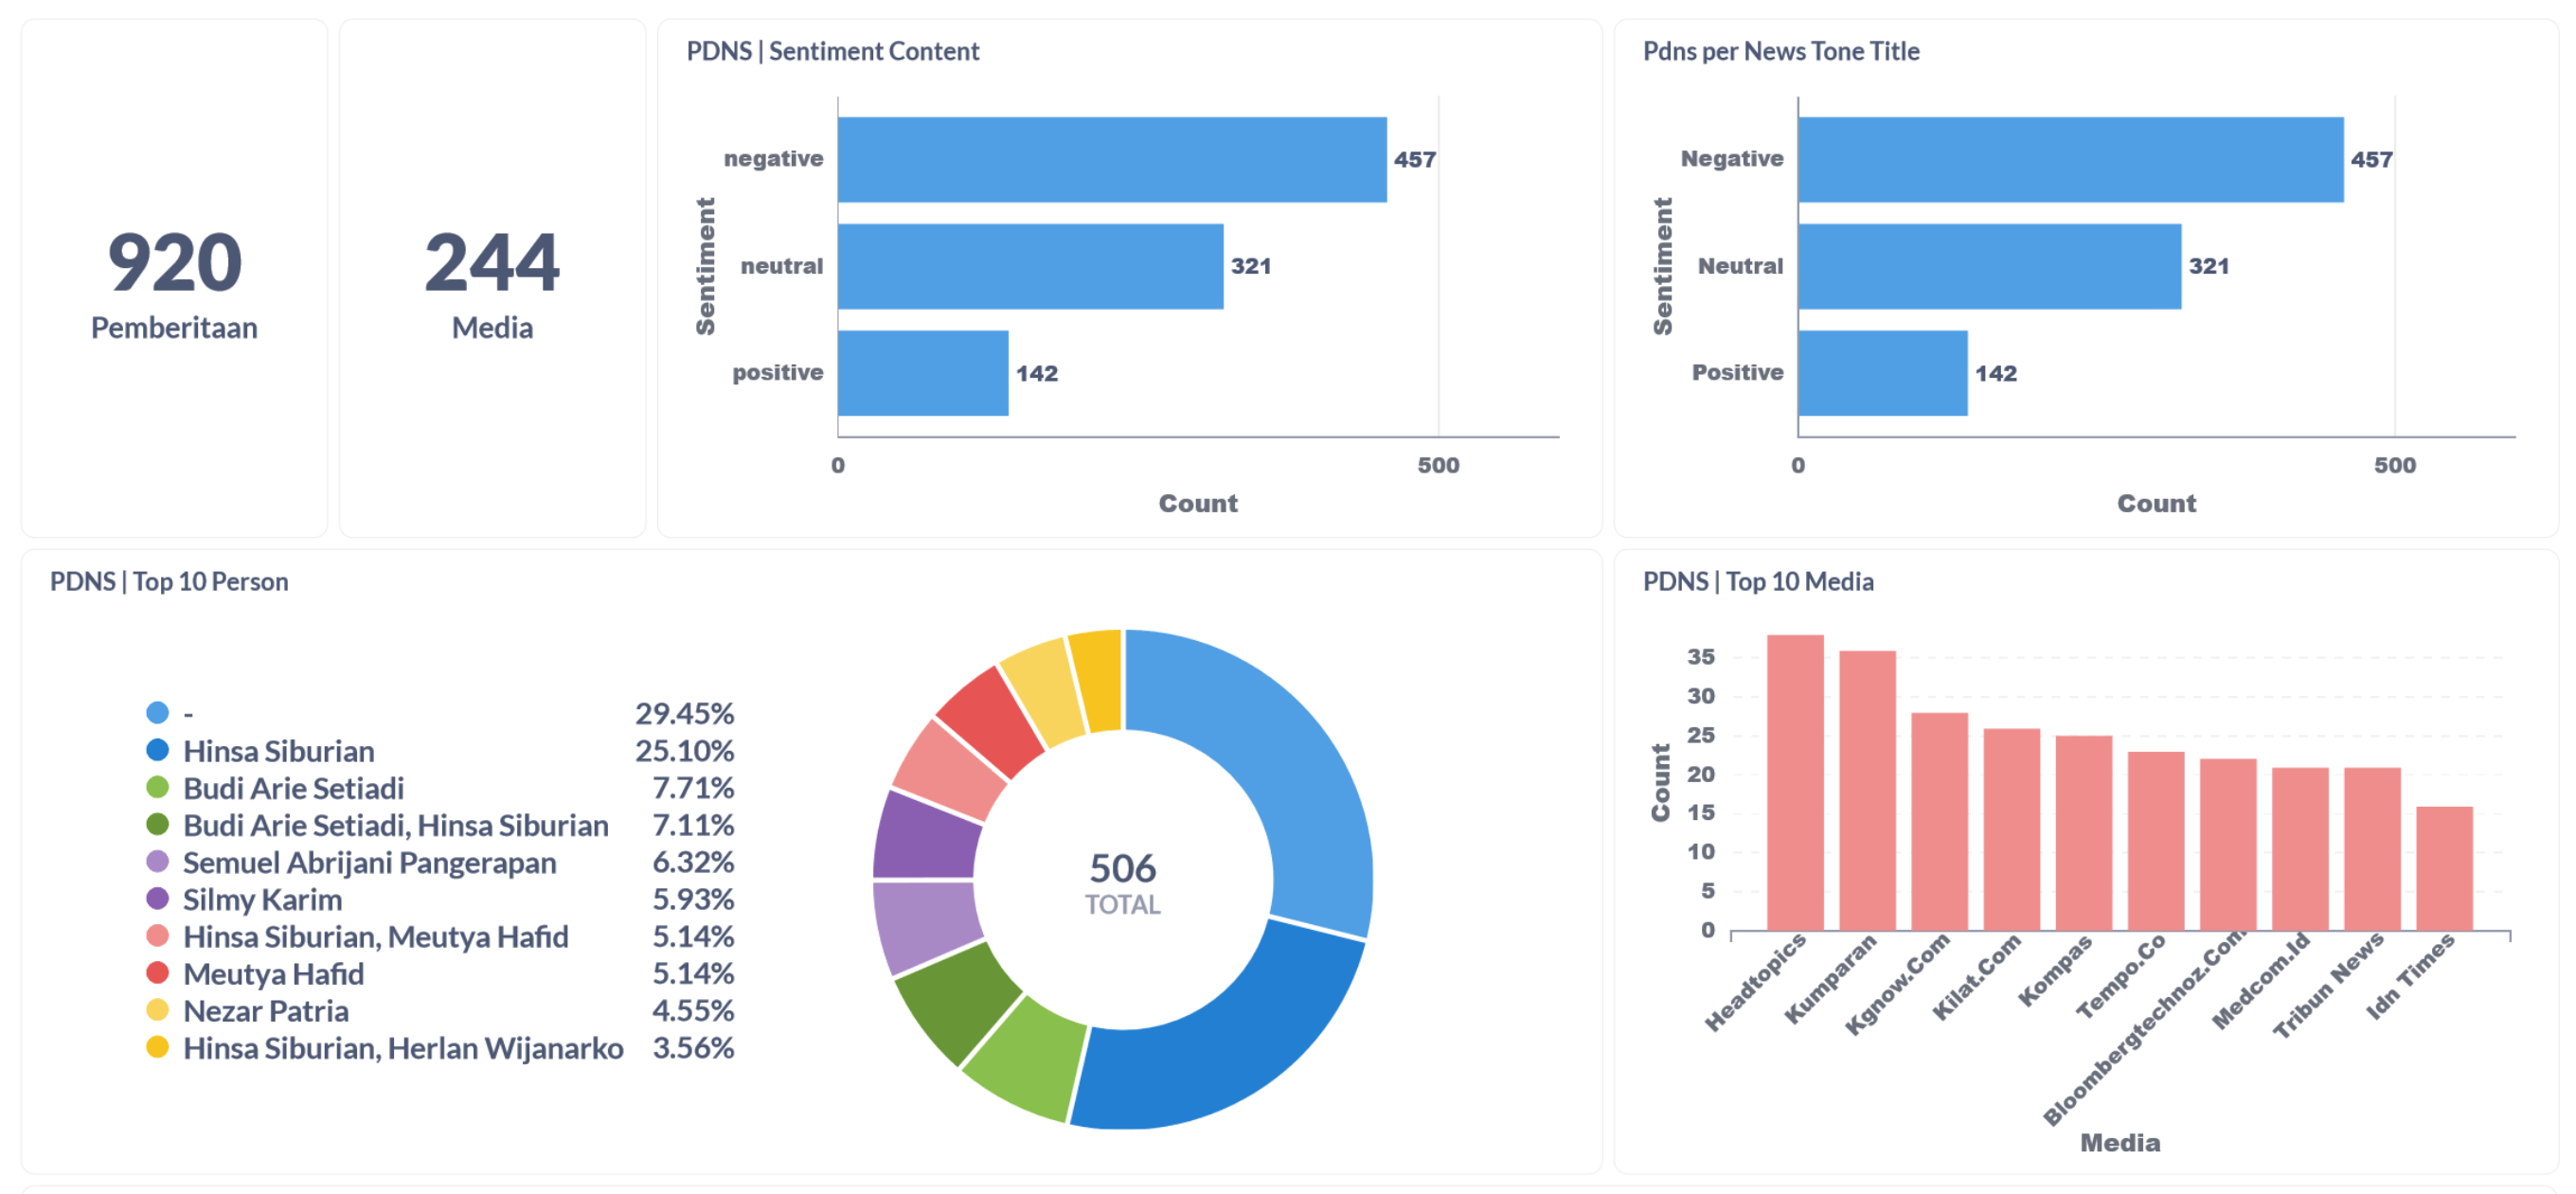 920
Pemberitaan
244
Media
PDNS | Sentiment Content
Sentiment
negative
457
neutral
321
positive
142
0
500
Count
Pdns per News Tone Title
Sentiment
Negative
457
Neutral
321
Positive
142
0
500
Count
PDNS | Top 10 Person
- 29.45%
Hinsa Siburian 25.10%
Budi Arie Setiadi 7.71%
Budi Arie Setiadi, Hinsa Siburian 7.11%
Semuel Abrijani Pangerapan 6.32%
Silmy Karim 5.93%
Hinsa Siburian, Meutya Hafid 5.14%
Meutya Hafid 5.14%
Nezar Patria 4.55%
Hinsa Siburian, Herlan Wijanarko 3.56%
506
TOTAL
PDNS | Top 10 Media
Count
35
30
25
20
15
10
5
0
Headtopics
Kumparan
Kgnow.Com
Kilat.Com
Kompas
Tempo.Co
Bloombergtechnoz.Com
Medcom.Id
Tribun News
Idn Times
Media